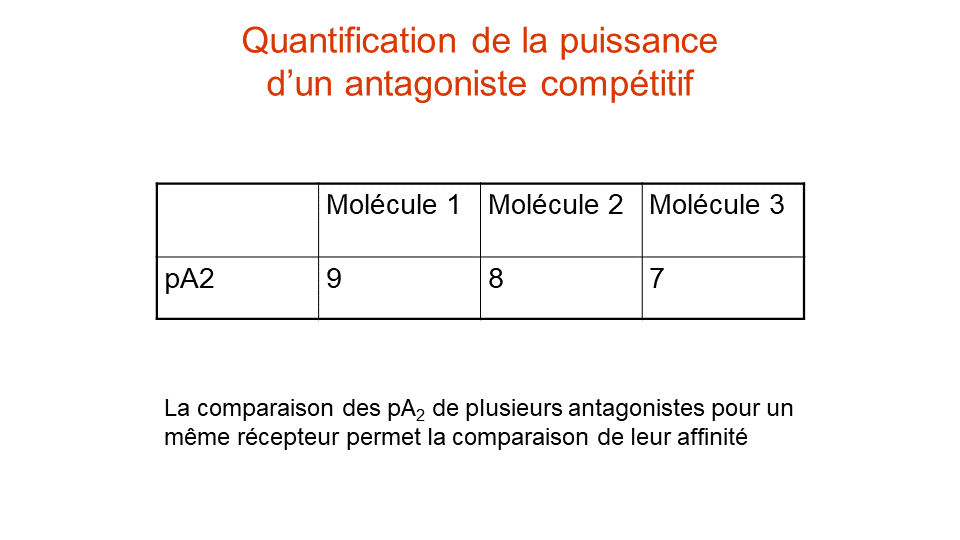 Quantification de la puissance
d’un antagoniste compétitif
Molécule 1 Molécule 2 Molécule 3
pA2 9 8 7
La comparaison des pA₂ de plusieurs antagonistes pour un
même récepteur permet la comparaison de leur affinité